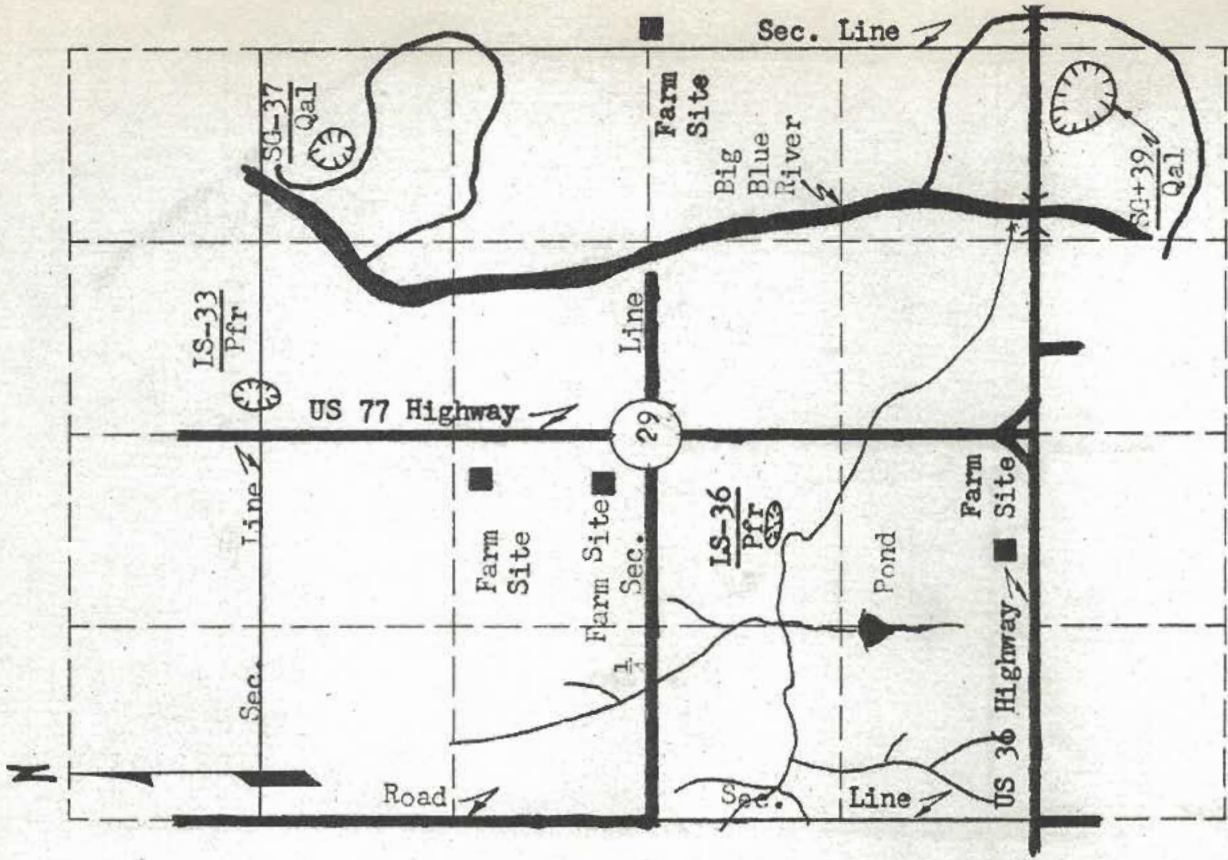 Sec. Line
SG-37
Qal
Farm
Site
Big
Blue
River
SG+39
Qal
LS-33
Pfr
US 77 Highway
Line
29
Line
Sec.
Farm
Site
Farm Site
1
Sec.
LS-36
Pfr
Pond
Farm
Site
US 36 Highway
N
Road
Sec.
Line